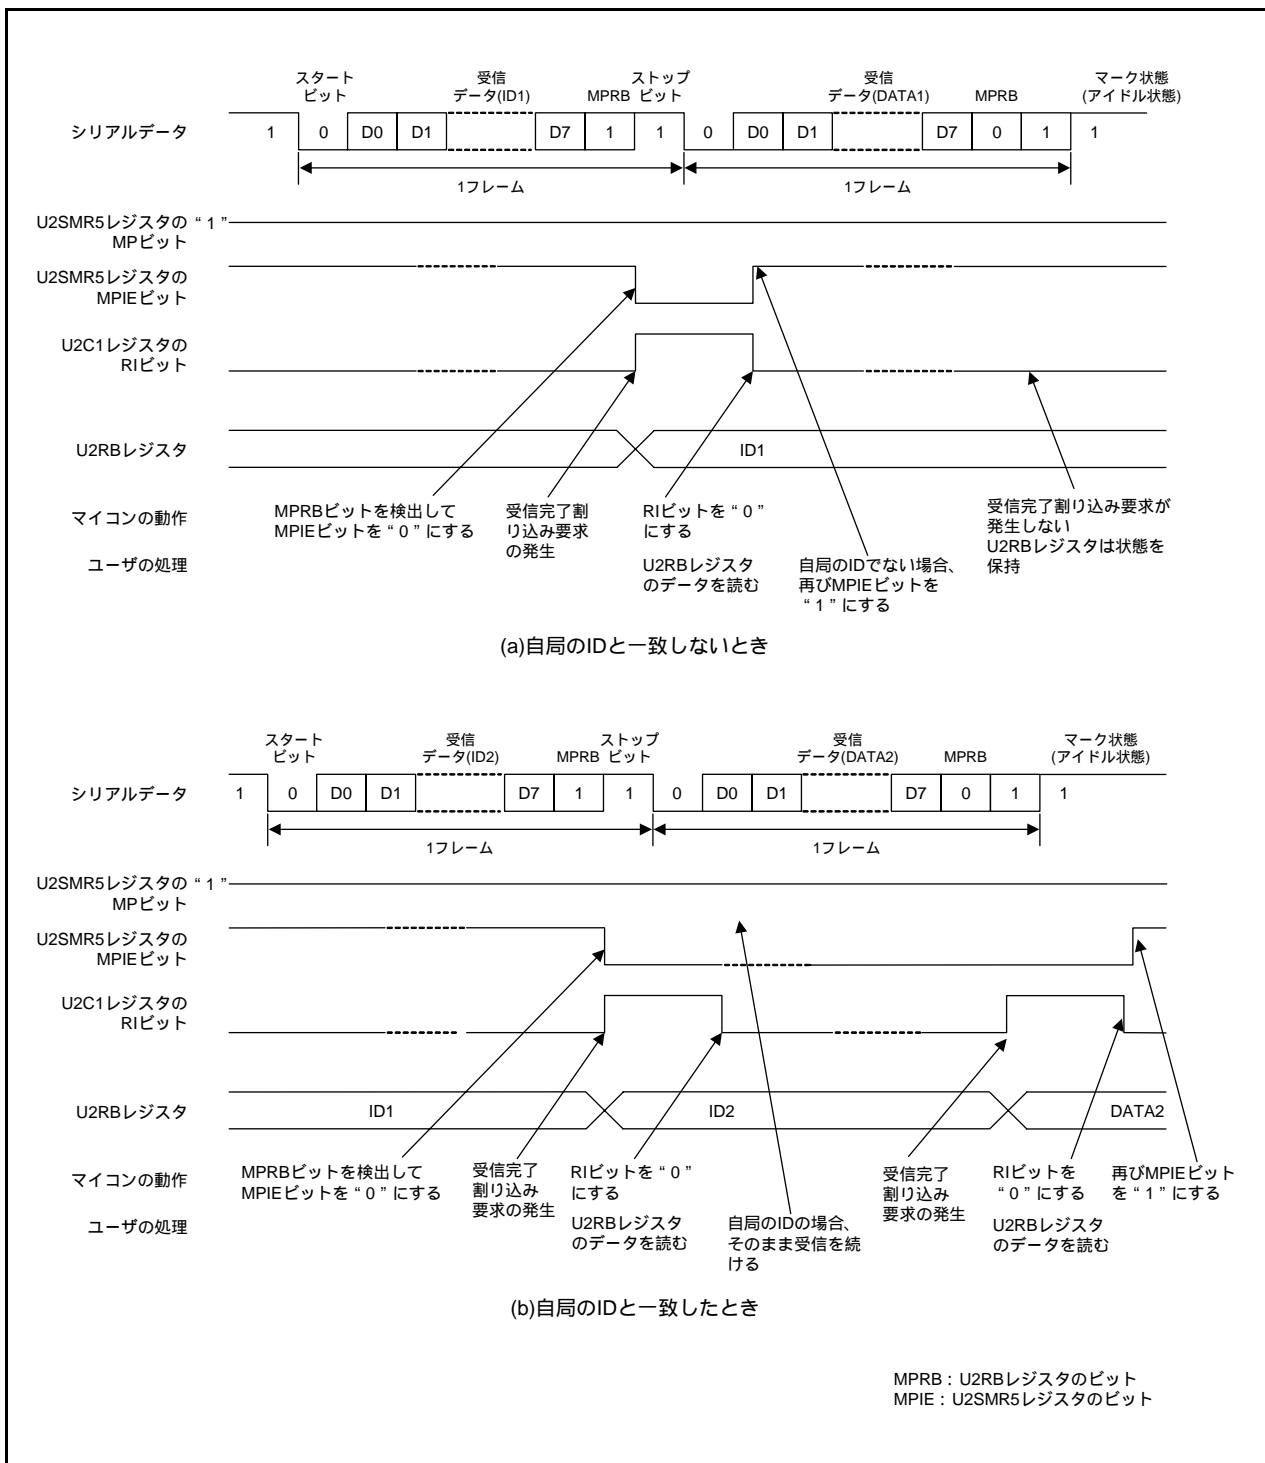 スタート
ビット
受信
データ(ID1)
MPRB
ストップ
ビット
受信
データ(DATA1)
MPRB
マーク状態
(アイドル状態)
シリアルデータ
1 0 D0 D1 D7 1 1 0 D0 D1 D7 0 1 1
1フレーム 1フレーム
U2SMR5レジスタの “ 1 ”
MPビット
U2SMR5レジスタの
MPIEビット
U2C1レジスタの
RIビット
U2RBレジスタ
ID1
マイコンの動作
ユーザの処理
MPRBビットを検出して
MPIEビットを “ 0 ” にする
受信完了割
り込み要求
の発生
RIビットを “ 0 ”
にする
U2RBレジスタ
のデータを読む
自局のIDでない場合、
再びMPIEビットを
“ 1 ” にする
受信完了割り込み要求が
発生しない
U2RBレジスタは状態を
保持
(a)自局のIDと一致しないとき
スタート
ビット
受信
データ(ID2)
MPRB
ストップ
ビット
受信
データ(DATA2)
MPRB
マーク状態
(アイドル状態)
シリアルデータ
1 0 D0 D1 D7 1 1 0 D0 D1 D7 0 1 1
1フレーム 1フレーム
U2SMR5レジスタの “ 1 ”
MPビット
U2SMR5レジスタの
MPIEビット
U2C1レジスタの
RIビット
U2RBレジスタ
ID1 ID2 DATA2
マイコンの動作
ユーザの処理
MPRBビットを検出して
MPIEビットを “ 0 ” にする
受信完了
割り込み
要求の発生
RIビットを “ 0 ”
にする
U2RBレジスタ
のデータを読む
自局のIDの場合、
そのまま受信を続
ける
受信完了
割り込み
要求の発生
RIビットを
“ 0 ” にする
U2RBレジスタ
のデータを読む
再びMPIEビット
を “ 1 ” にする
(b)自局のIDと一致したとき
MPRB : U2RBレジスタのビット
MPIE : U2SMR5レジスタのビット